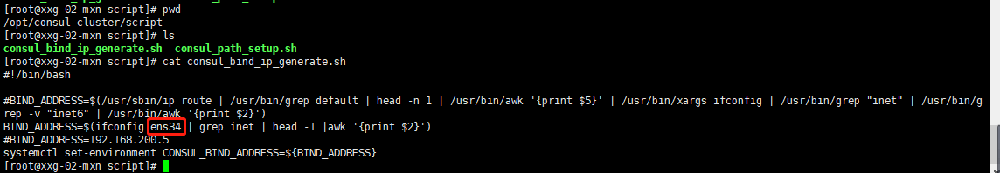 [root@xxg-02-mxn script]# pwd
/opt/consul-cluster/script
[root@xxg-02-mxn script]# ls
consul_bind_ip_generate.sh  consul_path_setup.sh
[root@xxg-02-mxn script]# cat consul_bind_ip_generate.sh
#!/bin/bash
#BIND_ADDRESS=$(/usr/sbin/ip route | /usr/bin/grep default | head -n 1 | /usr/bin/awk '{print $5}' | /usr/bin/xargs ifconfig | /usr/bin/grep "inet" | /usr/bin/g
rep -v "inet6" | /usr/bin/awk '{print $2}')
BIND_ADDRESS=$(ifconfig ens34 | grep inet | head -1 |awk '{print $2}')
#BIND_ADDRESS=192.168.200.5
systemctl set-environment CONSUL_BIND_ADDRESS=${BIND_ADDRESS}
[root@xxg-02-mxn script]#